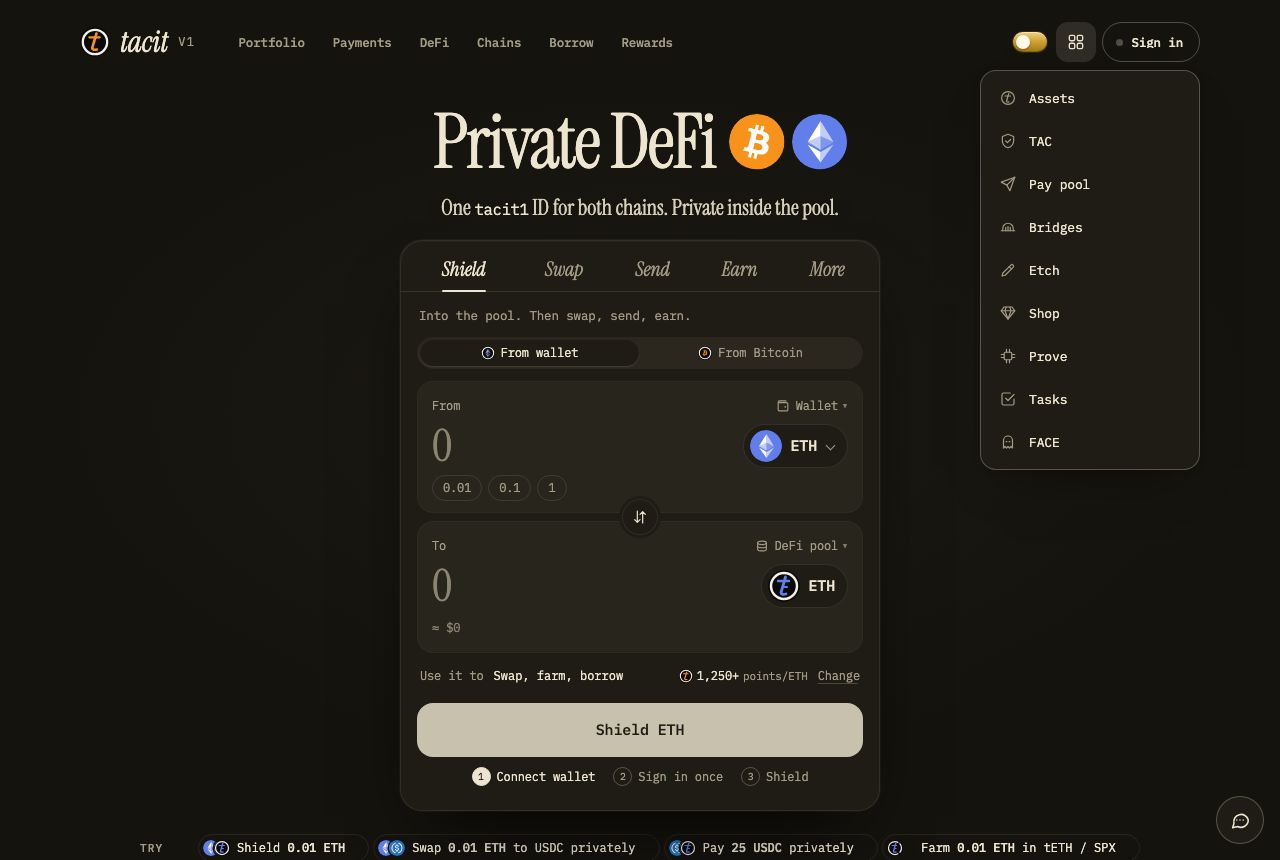 tacit V1 Portfolio Payments DeFi Chains Borrow Rewards Sign in
Assets
TAC
Pay pool
Bridges
Etch
Shop
Prove
Tasks
FACE
Private DeFi
One tacit1 ID for both chains. Private inside the pool.
Shield Swap Send Earn More
Into the pool. Then swap, send, earn.
From wallet From Bitcoin
From Wallet
0 ETH
0.01 0.1 1
To DeFi pool
0 ETH
≈ $0
Use it to Swap, farm, borrow 1,250+ points/ETH Change
Shield ETH
1 Connect wallet 2 Sign in once 3 Shield
TRY Shield 0.01 ETH Swap 0.01 ETH to USDC privately Pay 25 USDC privately Farm 0.01 ETH in tETH / SPX